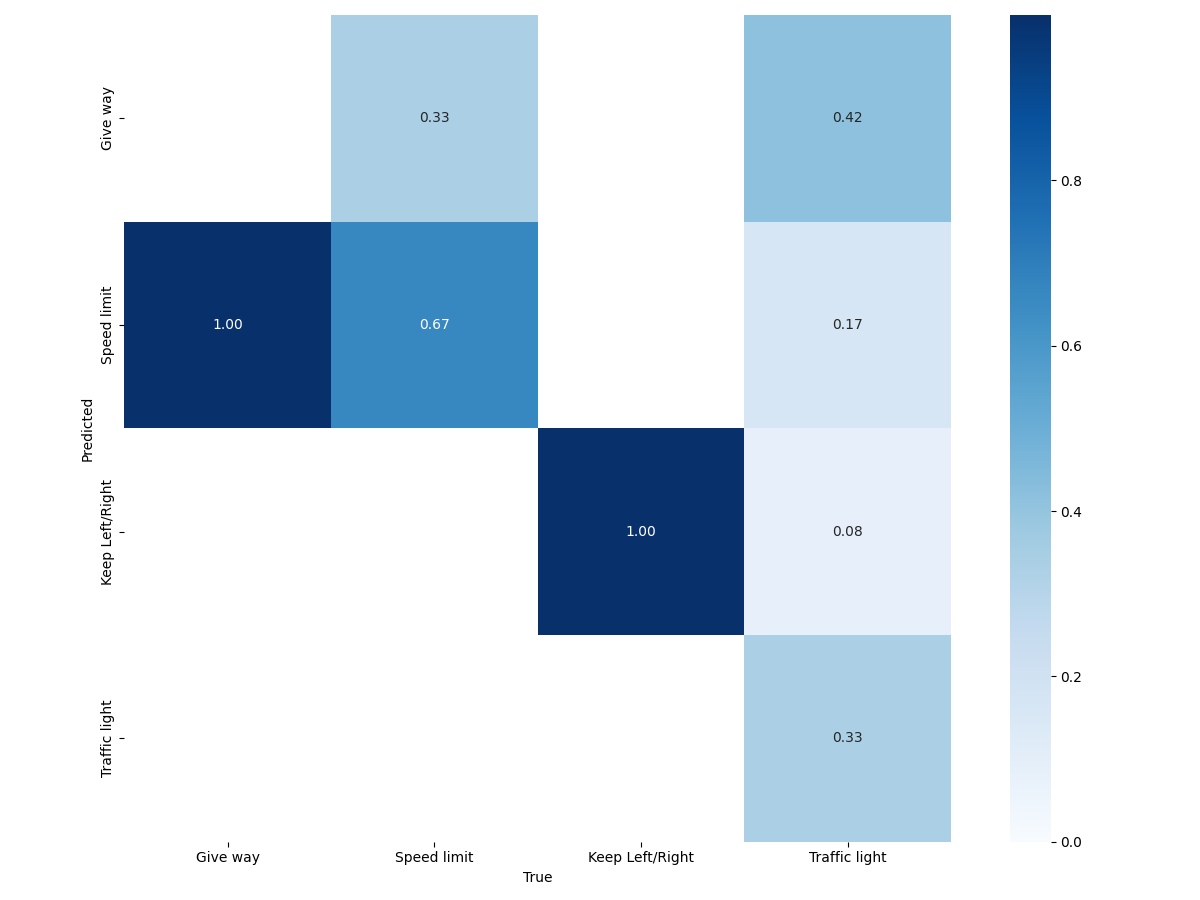 Give way
0.33
0.42
0.8
Speed limit
1.00
0.67
0.17
0.6
Predicted
0.4
Keep Left/Right
1.00
0.08
0.2
Traffic light
0.33
0.0
Give way
Speed limit
Keep Left/Right
Traffic light
True